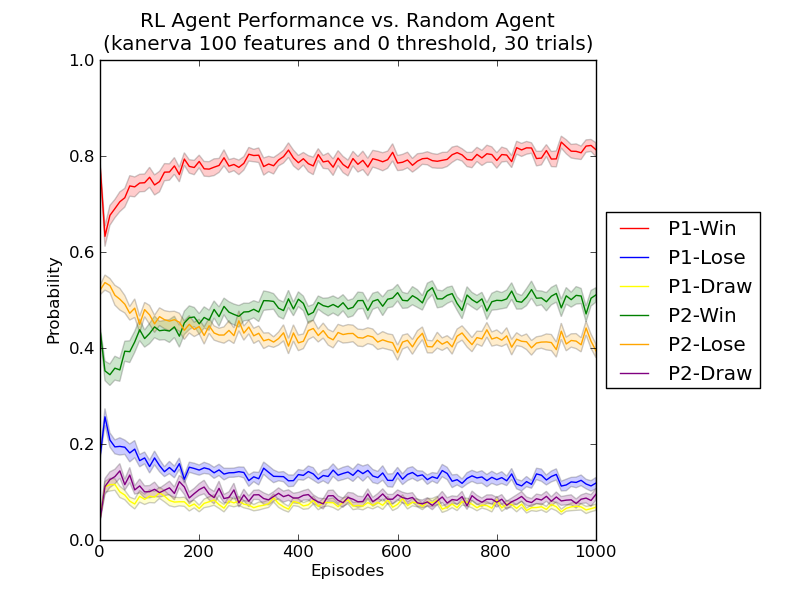 RL Agent Performance vs. Random Agent
(kanerva 100 features and 0 threshold, 30 trials)
1.0
0.8
0.6
0.4
0.2
0.0
Probability
0 200 400 600 800 1000
Episodes
P1-Win
P1-Lose
P1-Draw
P2-Win
P2-Lose
P2-Draw